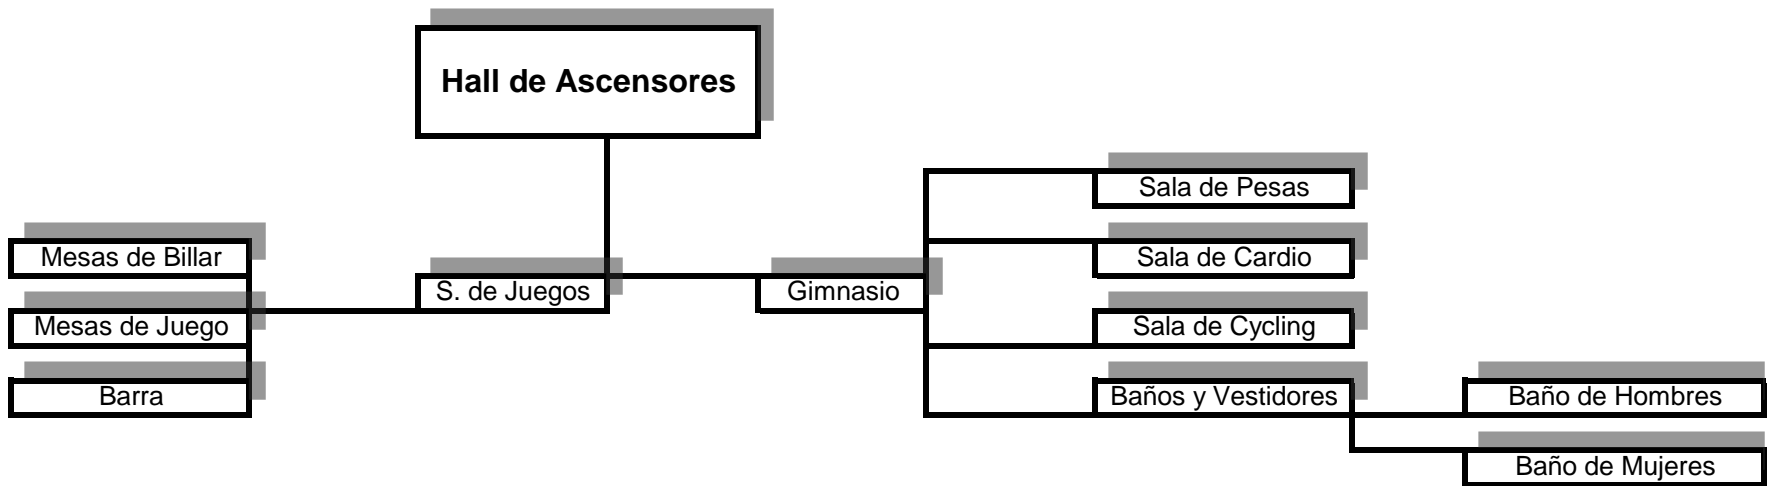 Hall de Ascensores
Sala de Pesas
Mesas de Billar
Sala de Cardio
S. de Juegos
Gimnasio
Mesas de Juego
Sala de Cycling
Barra
Baños y Vestidores
Baño de Hombres
Baño de Mujeres